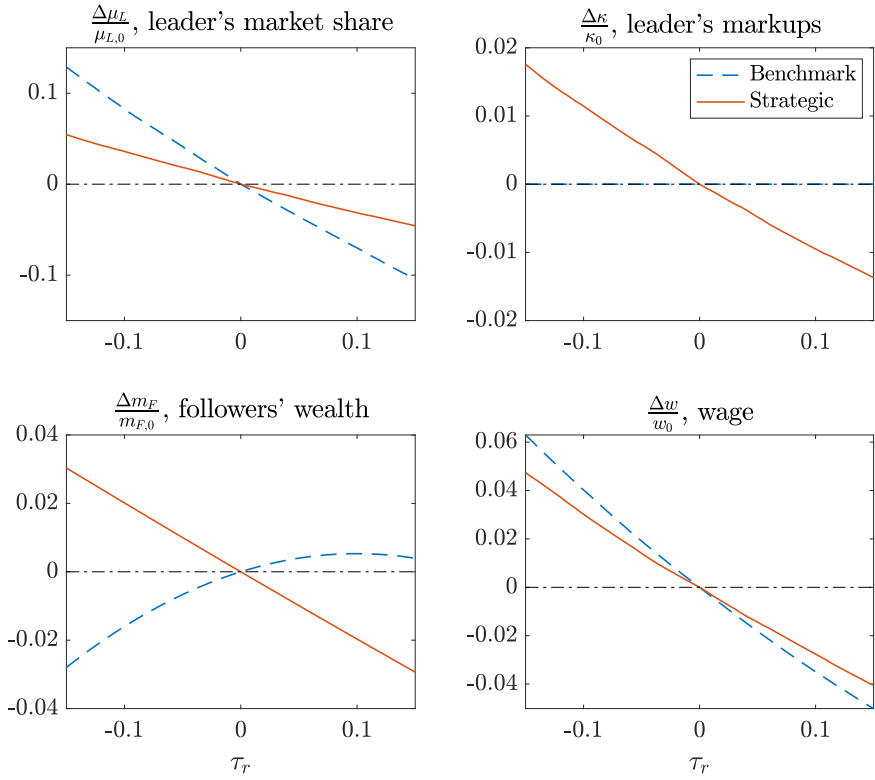 Δμ_L/μ_{L,0}, leader's market share
0.1
0
-0.1
-0.1 0 0.1
Δκ/κ_0, leader's markups
0.02
0.01
0
-0.01
-0.02
Benchmark
Strategic
-0.1 0 0.1
Δm_F/m_{F,0}, followers' wealth
0.04
0.02
0
-0.02
-0.04
-0.1 0 0.1
τ_r
Δw/w_0, wage
0.06
0.04
0.02
0
-0.02
-0.04
-0.1 0 0.1
τ_r